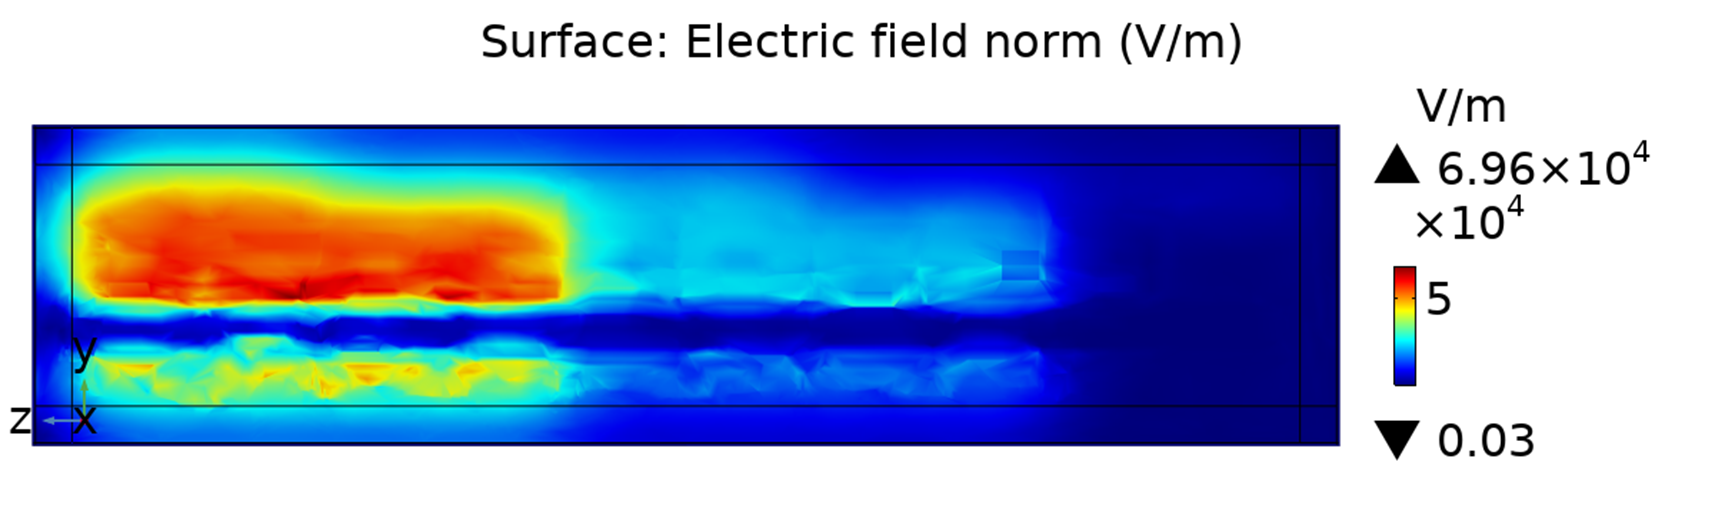 Surface: Electric field norm (V/m)
V/m
▲ 6.96×10⁴
×10⁴
5
y
z x
▼ 0.03